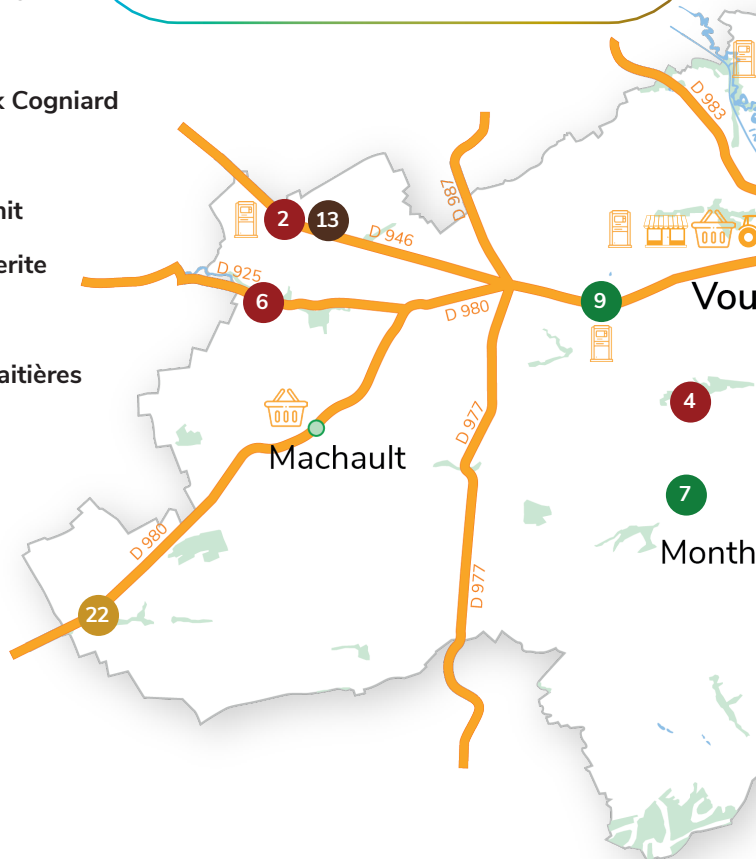 k Cogniard
D 983
D 987
nit
2
13
D 946
erite
D 925
6
D 980
9
Vou
aitières
4
D 977
Machault
7
D 980
Month
D 977
22